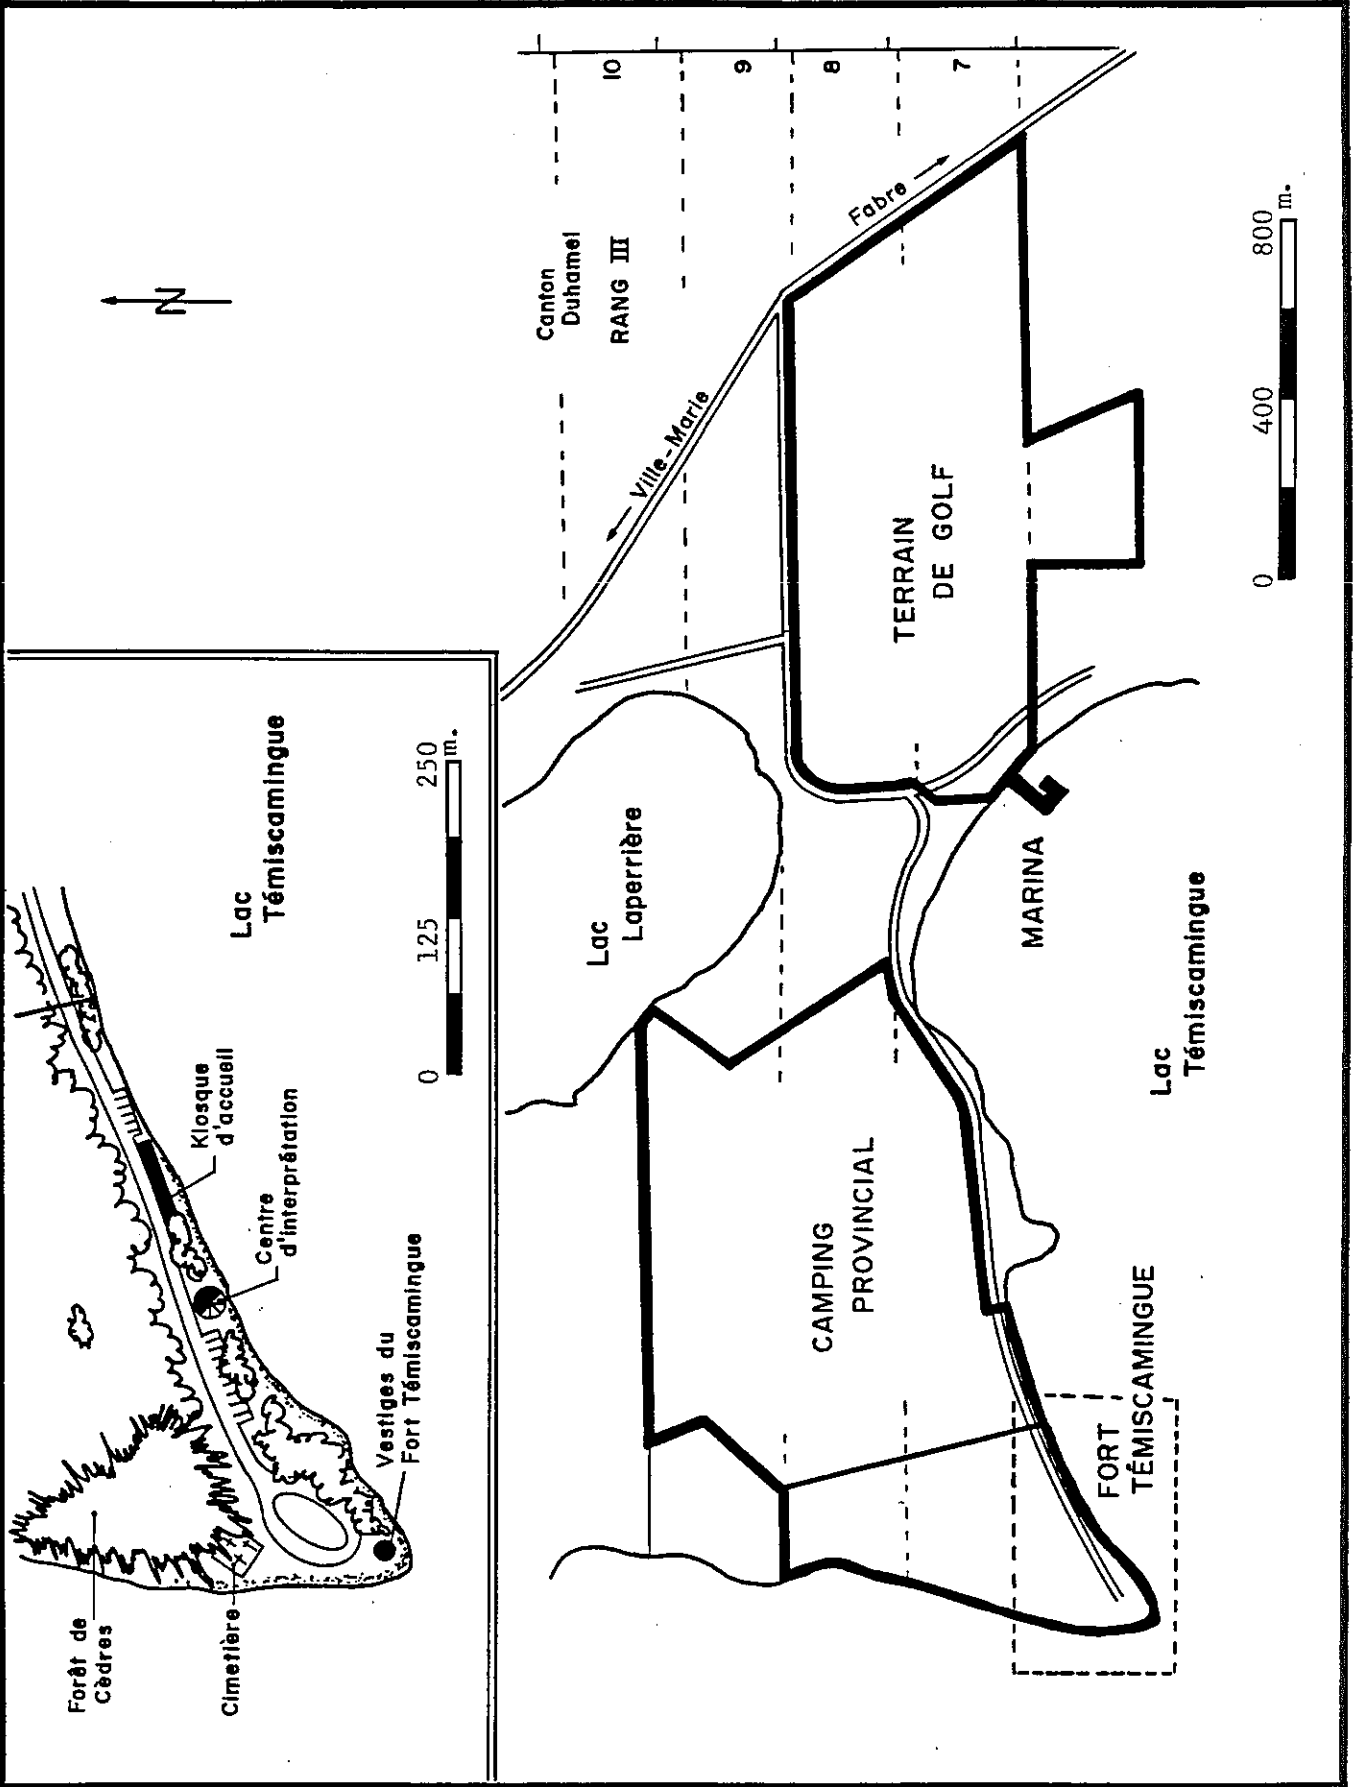 Forêt de
Cèdres
Cimetière
Vestiges du
Fort Témiscamingue
Centre
d'interprétation
Kiosque
d'accueil
Lac
Témiscamingue
0 125 250 m.
N
Canton
Duhamel
RANG III
10
9
8
7
Ville-Marie
Fabre
Lac
Laperrière
TERRAIN
DE GOLF
CAMPING
PROVINCIAL
MARINA
FORT
TÉMISCAMINGUE
Lac
Témiscamingue
0 400 800 m.